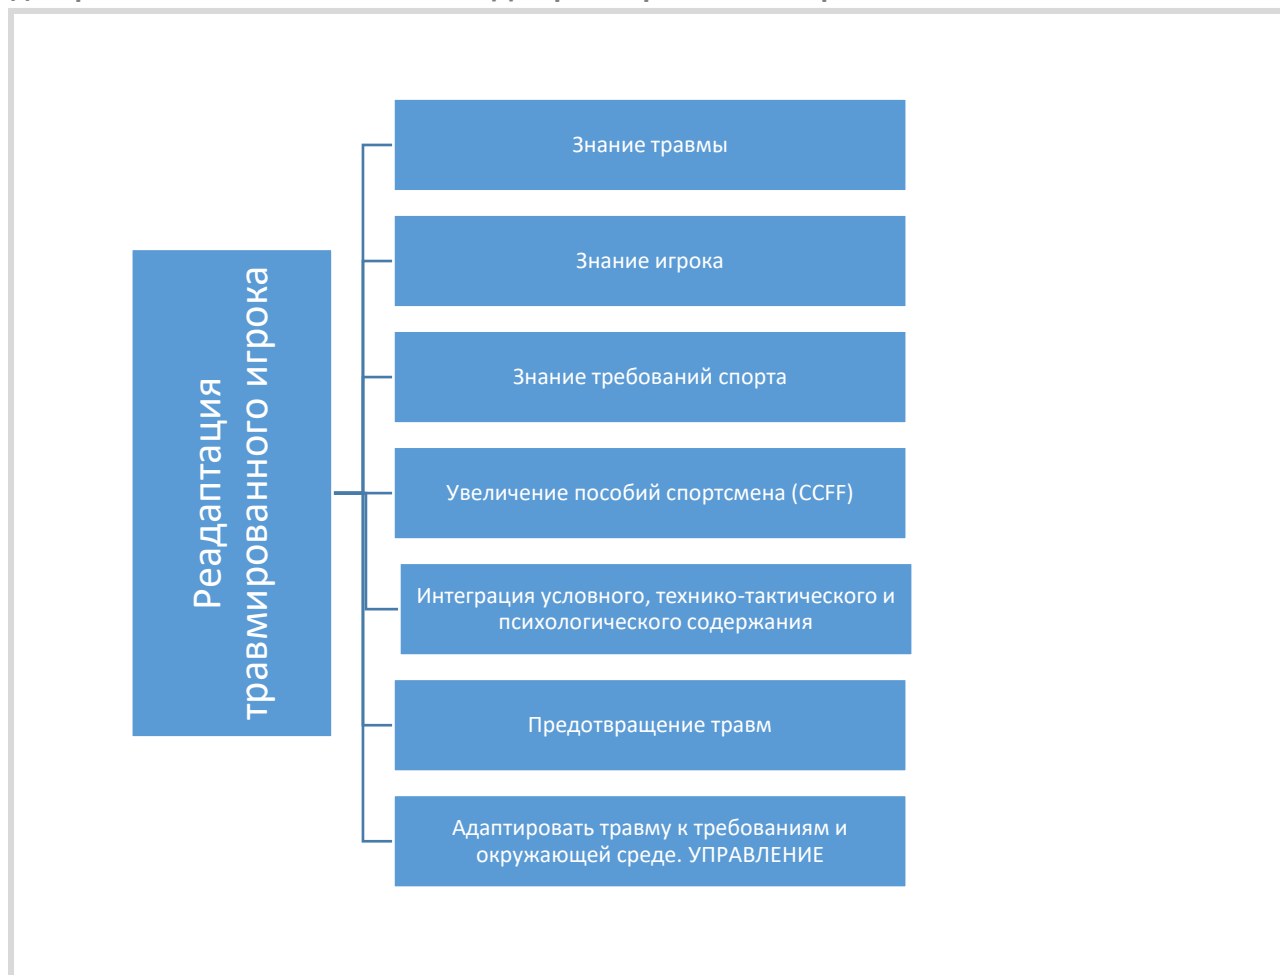 Реадаптация
травмированного игрока
Знание травмы
Знание игрока
Знание требований спорта
Увеличение пособий спортсмена (CCFF)
Интеграция условного, технико-тактического и
психологического содержания
Предотвращение травм
Адаптировать травму к требованиям и
окружающей среде. УПРАВЛЕНИЕ